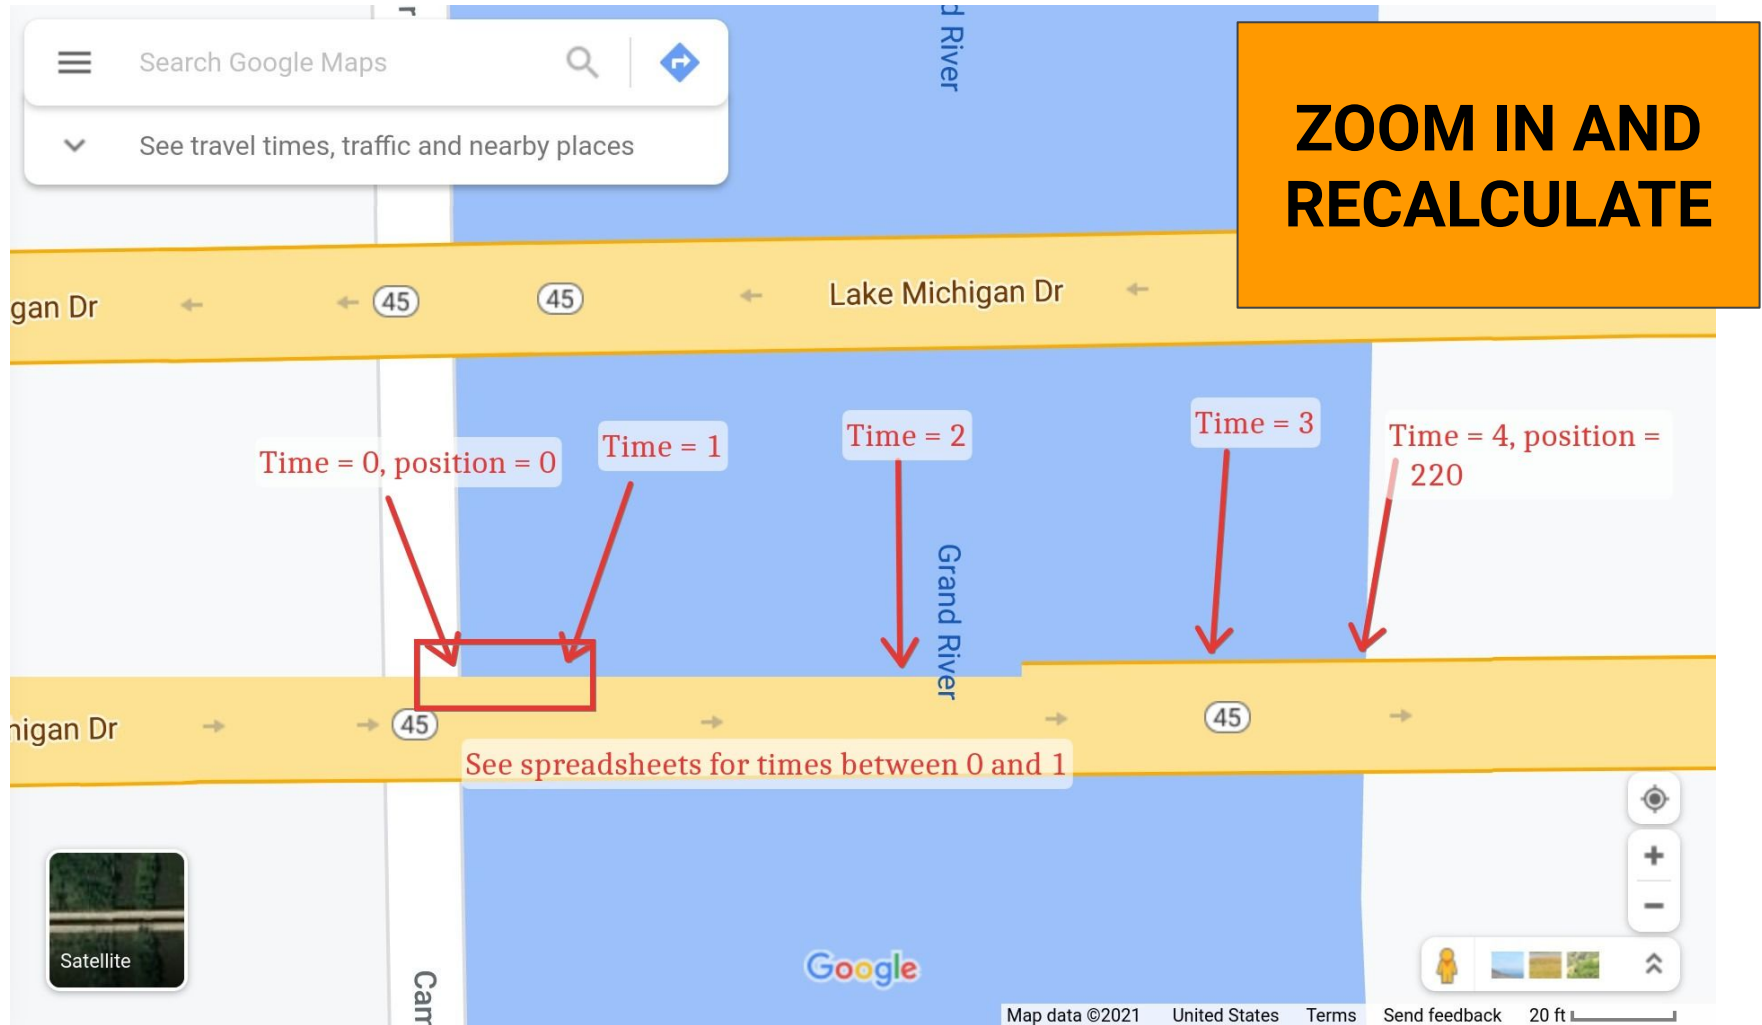 r
Search Google Maps
d River
See travel times, traffic and nearby places
ZOOM IN AND
RECALCULATE
gan Dr
45
45
Lake Michigan Dr
Time = 0, position = 0
Time = 1
Time = 2
Time = 3
Time = 4, position =
220
Grand River
higan Dr
45
45
See spreadsheets for times between 0 and 1
Satellite
Cam
Google
Map data ©2021 United States Terms Send feedback 20 ft